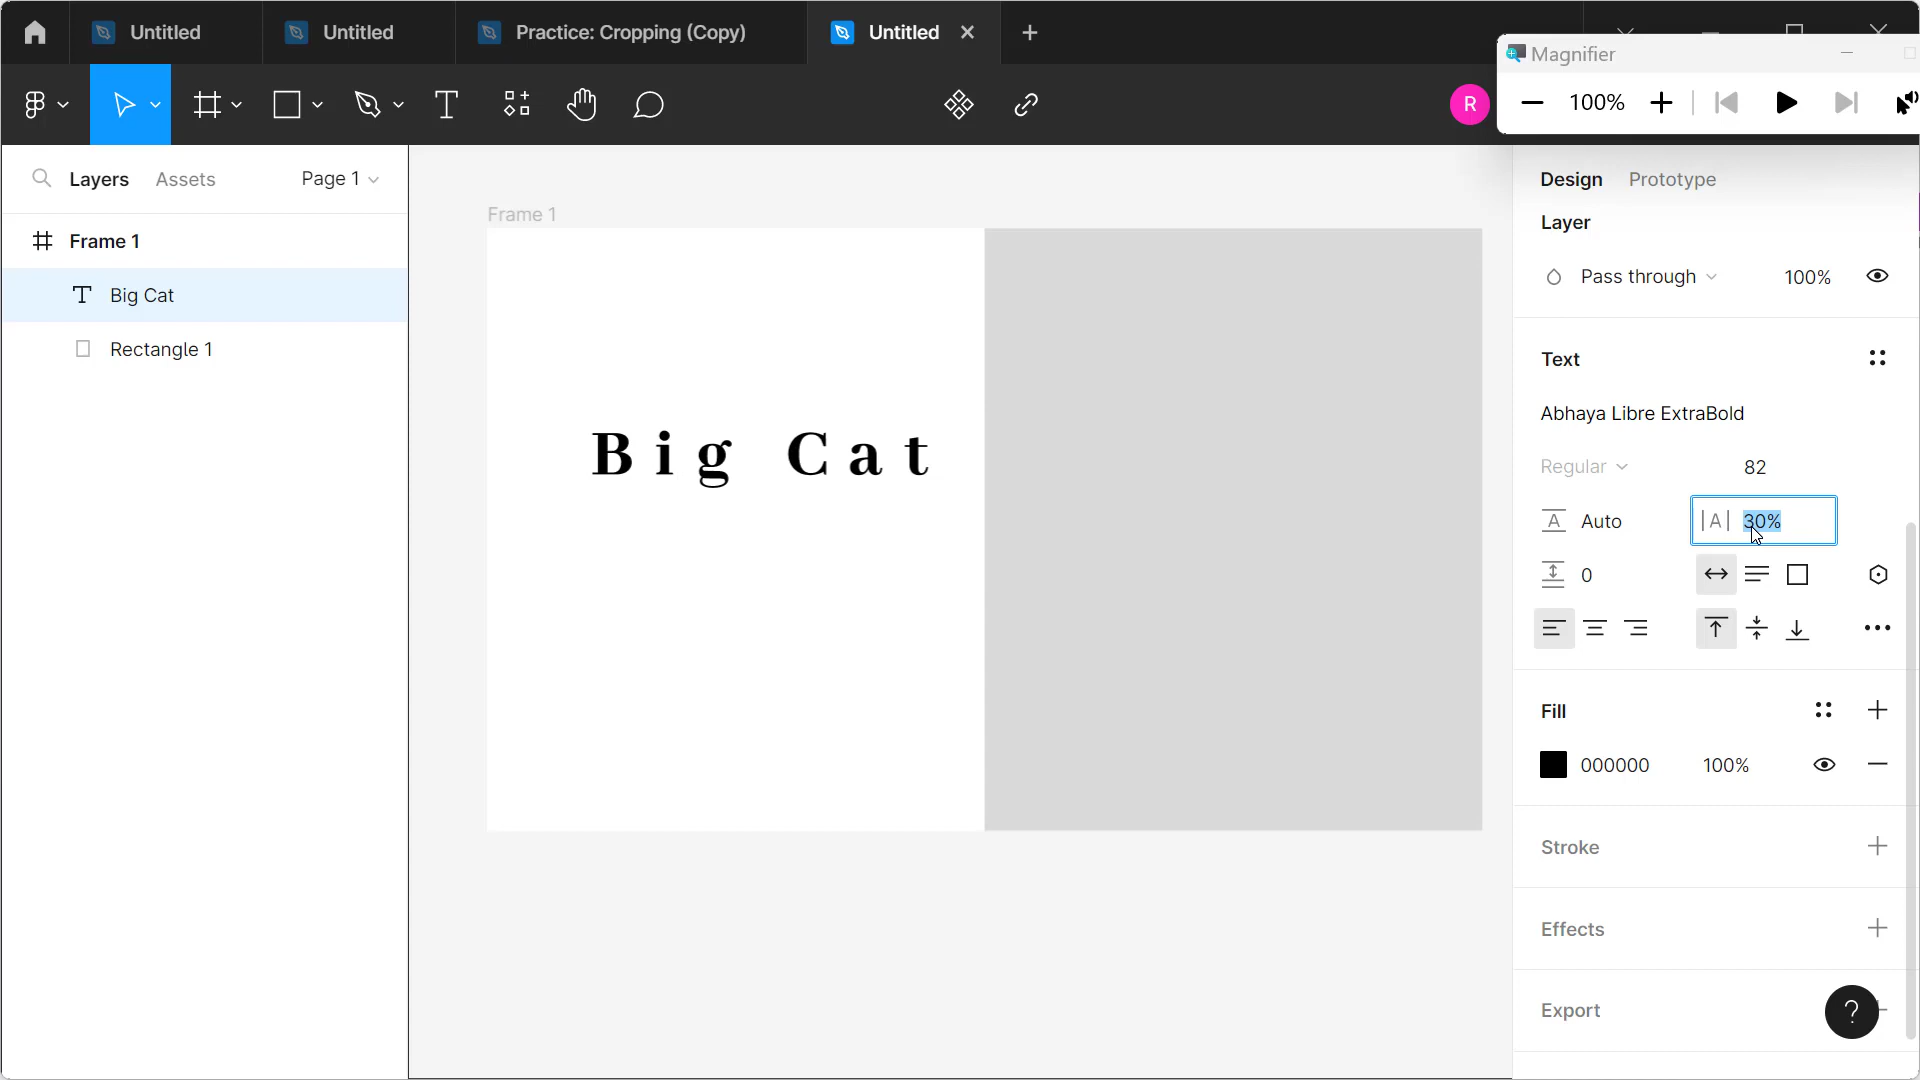 Untitled
Untitled
Practice: Cropping (Copy)
Untitled
Magnifier
R
100%
Layers
Assets
Page 1
Design
Prototype
Frame 1
Layer
Frame 1
Pass through
100%
Big Cat
Rectangle 1
Text
Abhaya Libre ExtraBold
Big Cat
Regular
82
A
Auto
|A|
30%
0
Fill
000000
100%
Stroke
Effects
Export
?